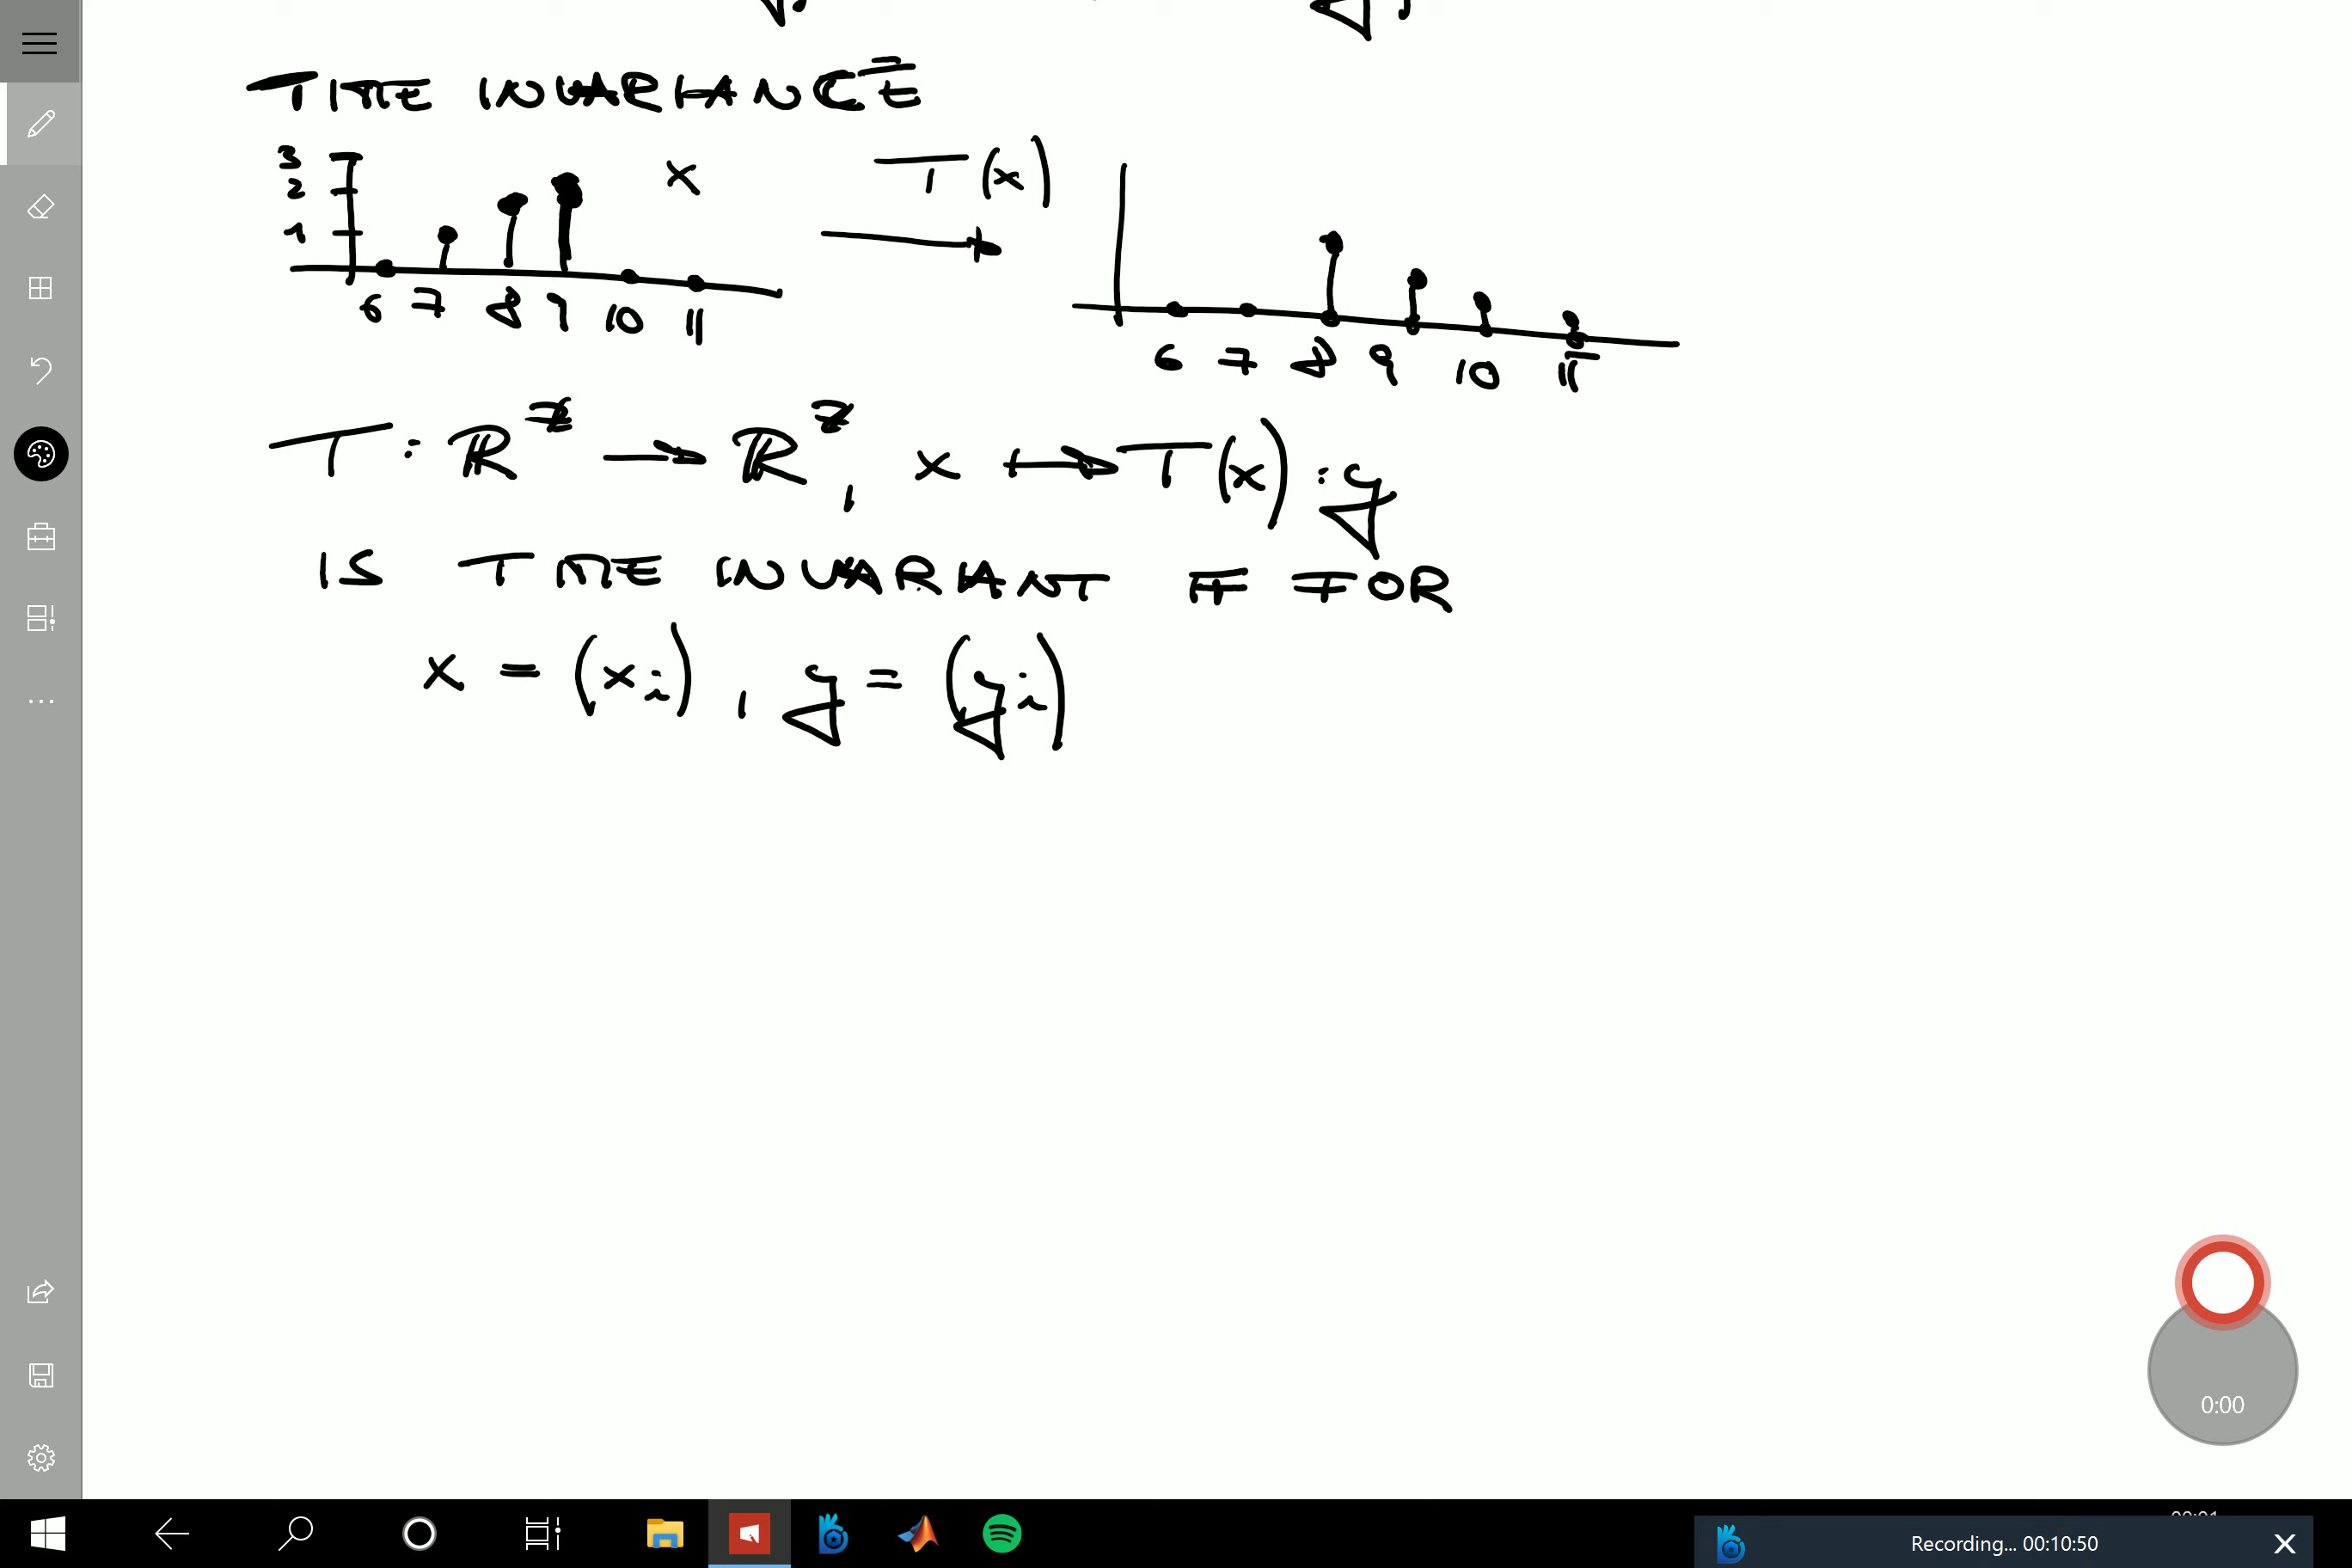 TIME INVARIANCE
3
2
1
x
T(x)
6 7 8 9 10 11
6 7 8 9 10 11
T: ℝ^ℤ → ℝ^ℤ, x ↦ T(x) : y
IS TIME INVARIANT IF FOR
x = (xi), y = (yi)
0:00
Recording... 00:10:50